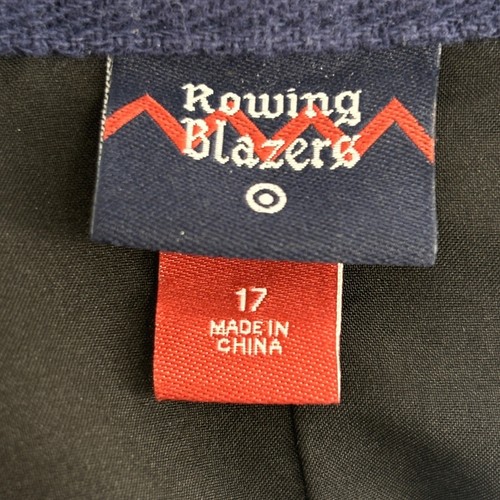 Rowing
Blazers
17
MADE IN
CHINA